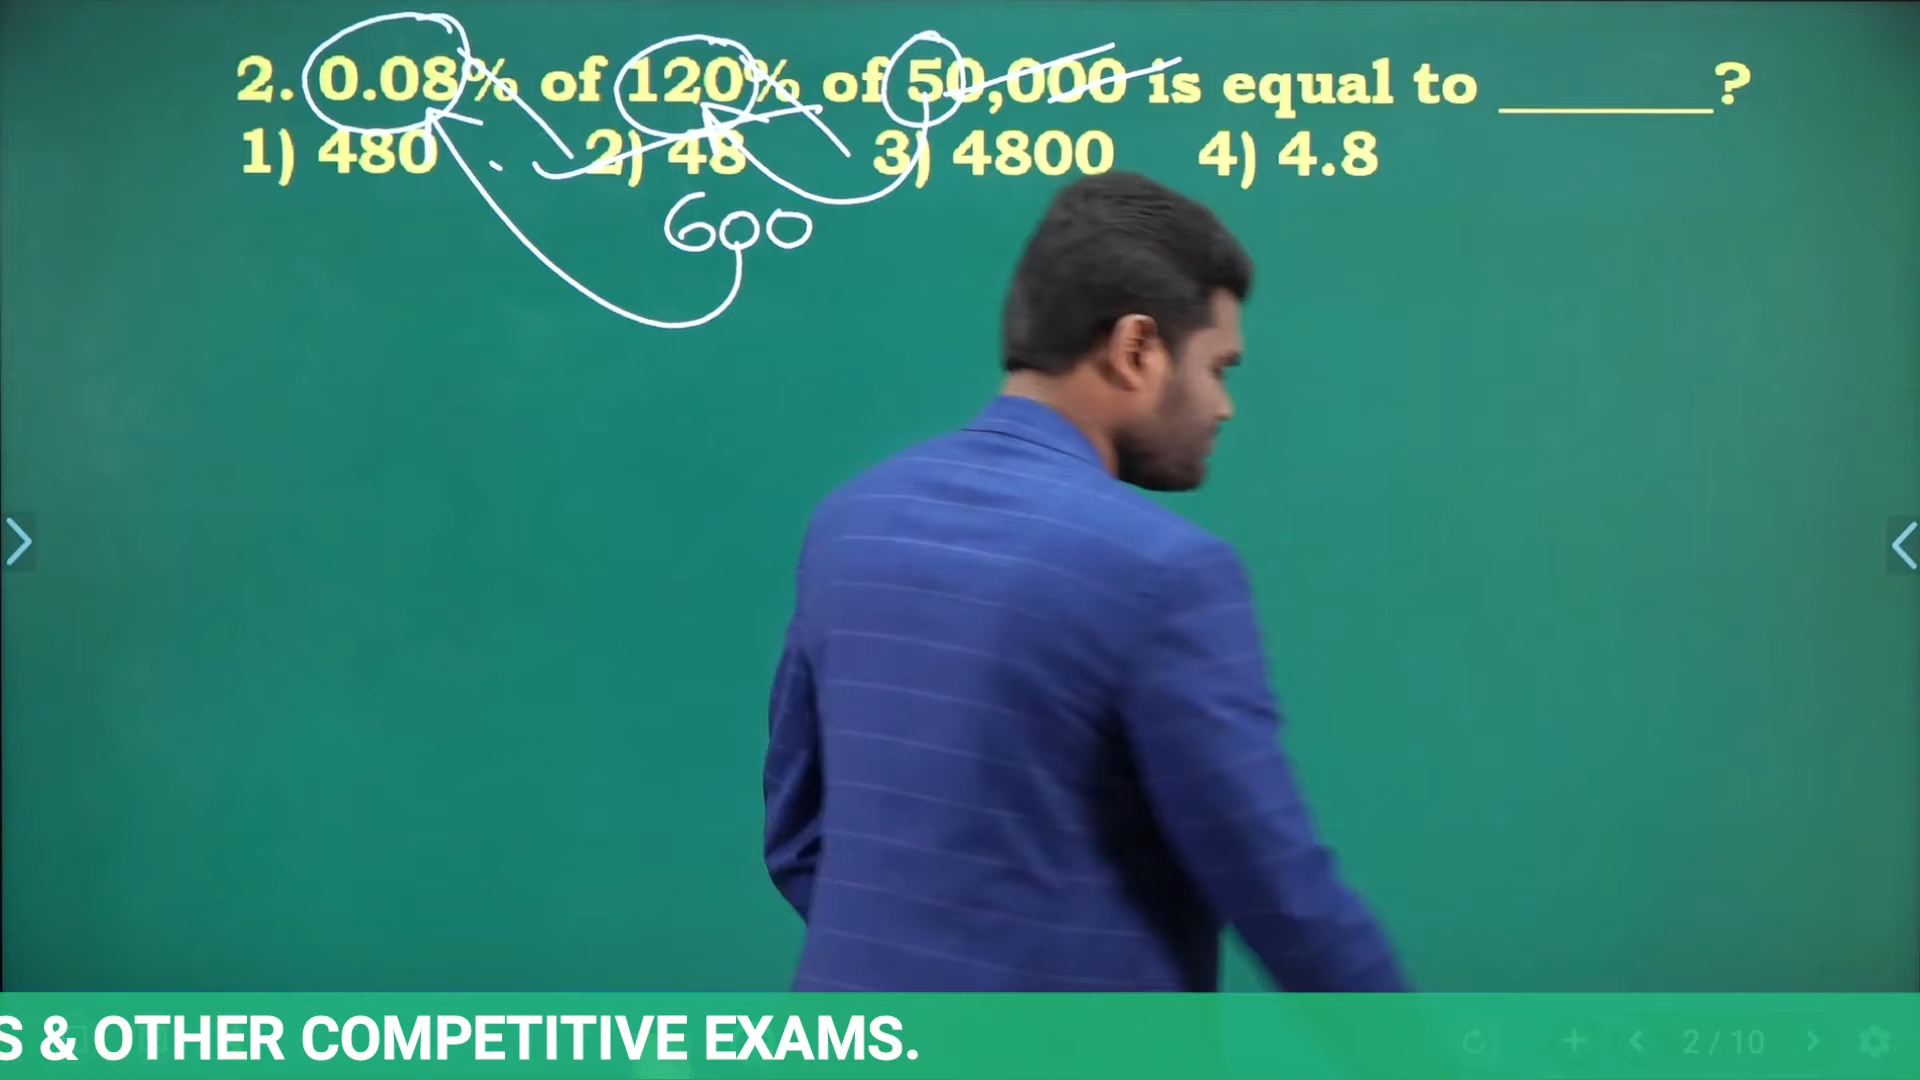 2. 0.08% of 120% of 50,000 is equal to _______?
1) 480 2) 48 3) 4800 4) 4.8
600
S & OTHER COMPETITIVE EXAMS.
2 / 10